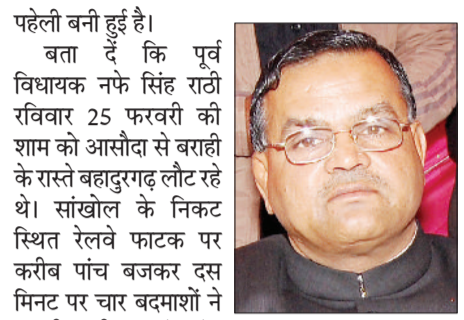 पहेली बनी हुई है।
बता दें कि पूर्व
विधायक नफे सिंह राठी
रविवार 25 फरवरी की
शाम को आसौदा से बराही
के रास्ते बहादुरगढ़ लौट रहे
थे। सांखोल के निकट
स्थित रेलवे फाटक पर
करीब पांच बजकर दस
मिनट पर चार बदमाशों ने